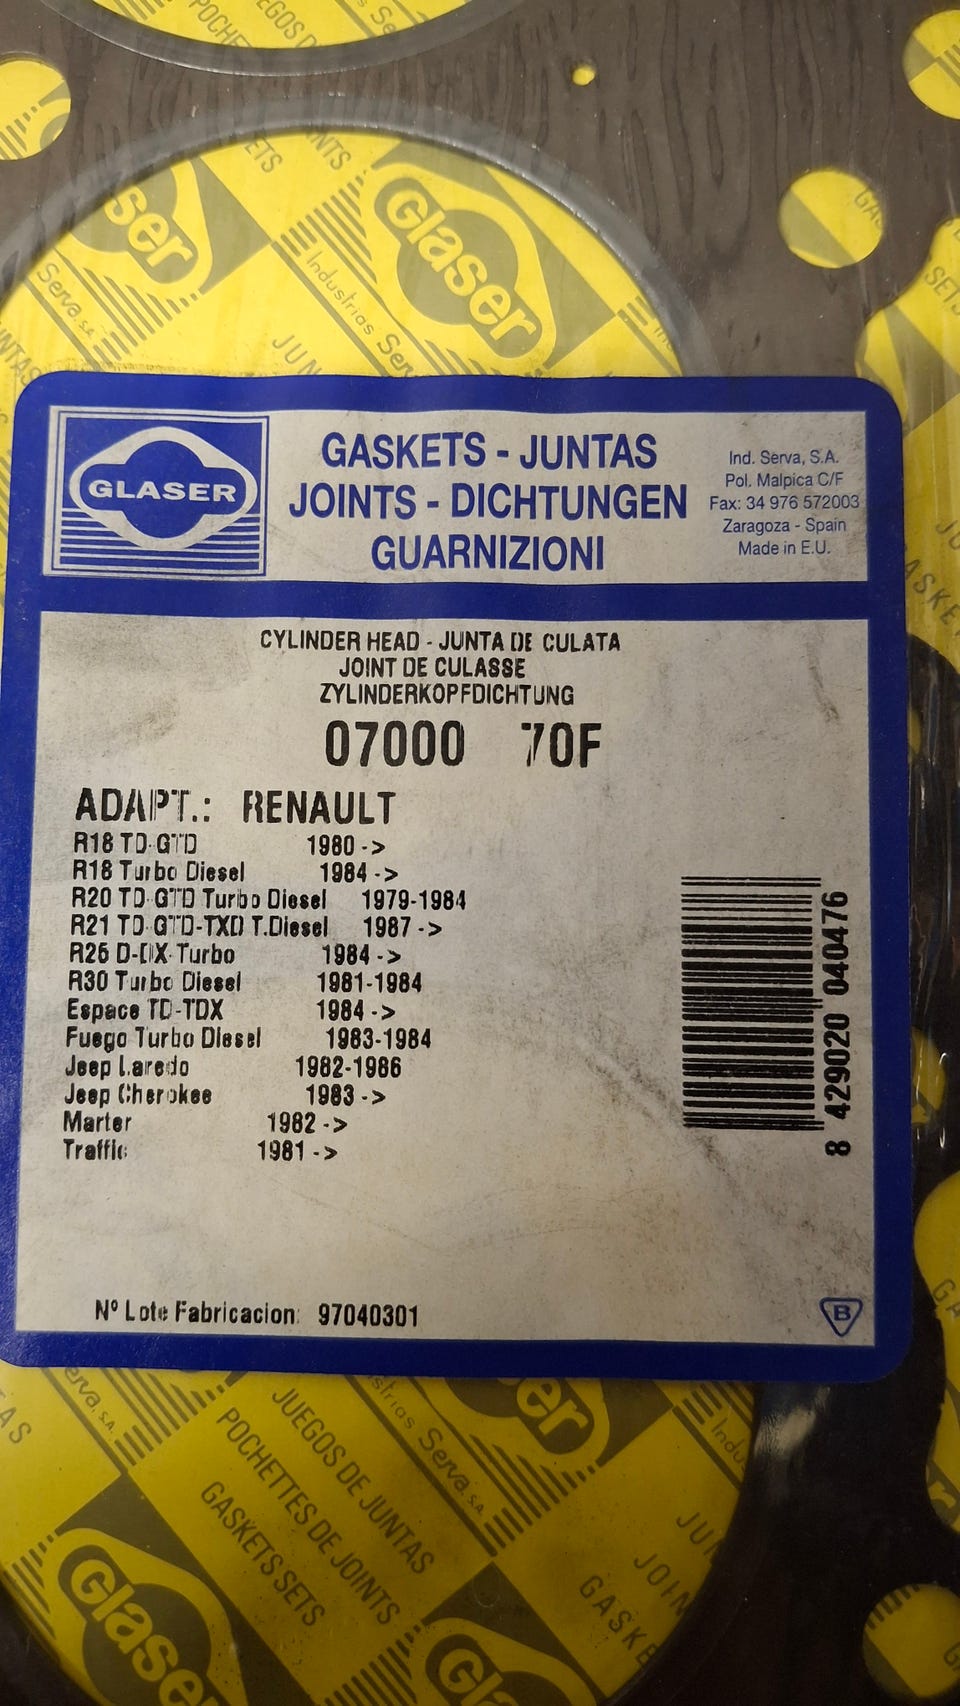 GLASER
GASKETS - JUNTAS
JOINTS - DICHTUNGEN
GUARNIZIONI
Ind. Serva, S.A.
Pol. Malpica C/F
Fax: 34 976 572003
Zaragoza - Spain
Made in E.U.
CYLINDER HEAD - JUNTA DE CULATA
JOINT DE CULASSE
ZYLINDERKOPFDICHTUNG
07000 70F
ADAPT.: RENAULT
R18 TD-GTD 1980 ->
R18 Turbo Diesel 1984 ->
R20 TD-GTD Turbo Diesel 1979-1984
R21 TD-GTD-TXD T.Diesel 1987 ->
R25 D-DX-Turbo 1984 ->
R30 Turbo Diesel 1981-1984
Espace TD-TDX 1984 ->
Fuego Turbo Diesel 1983-1984
Jeep Laredo 1982-1986
Jeep Cherokee 1983 ->
Marter 1982 ->
Traffic 1981 ->
8 429020 040476
Nº Lote Fabricacion: 97040301
B
Glaser
Industrias Serva, S.A.
JUEGOS DE JUNTAS
POCHETTES DE JOINTS
GASKETS SETS
Glaser